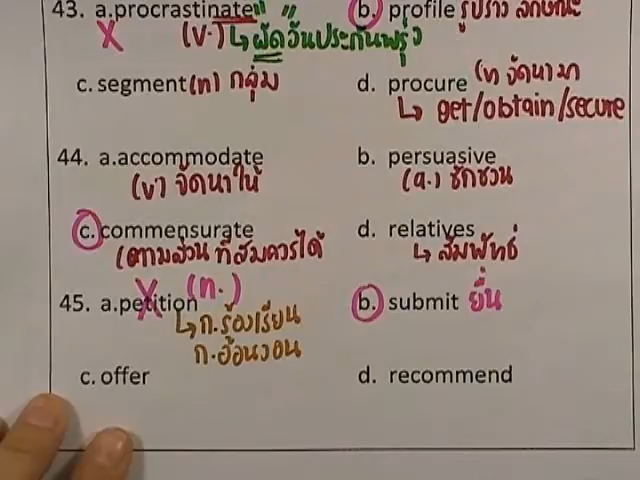 43. a.procrastinate" " b. profile รูปร่าง ลักษณะ
X (v.)↳ผัดวันประกันพรุ่ง
c. segment(n) กลุ่ม d. procure (v) จัดหามา
↳ get/obtain/secure
44. a.accommodate b. persuasive
(v) จัดหาให้ (a.) ชักชวน
c. commensurate d. relatives
(ตามส่วน ที่สมควรได้ ↳ สัมพัทธ์
(n.)
45. a.petition b. submit ยื่น
↳ก.ร้องเรียน
ก.อ้อนวอน
c. offer d. recommend